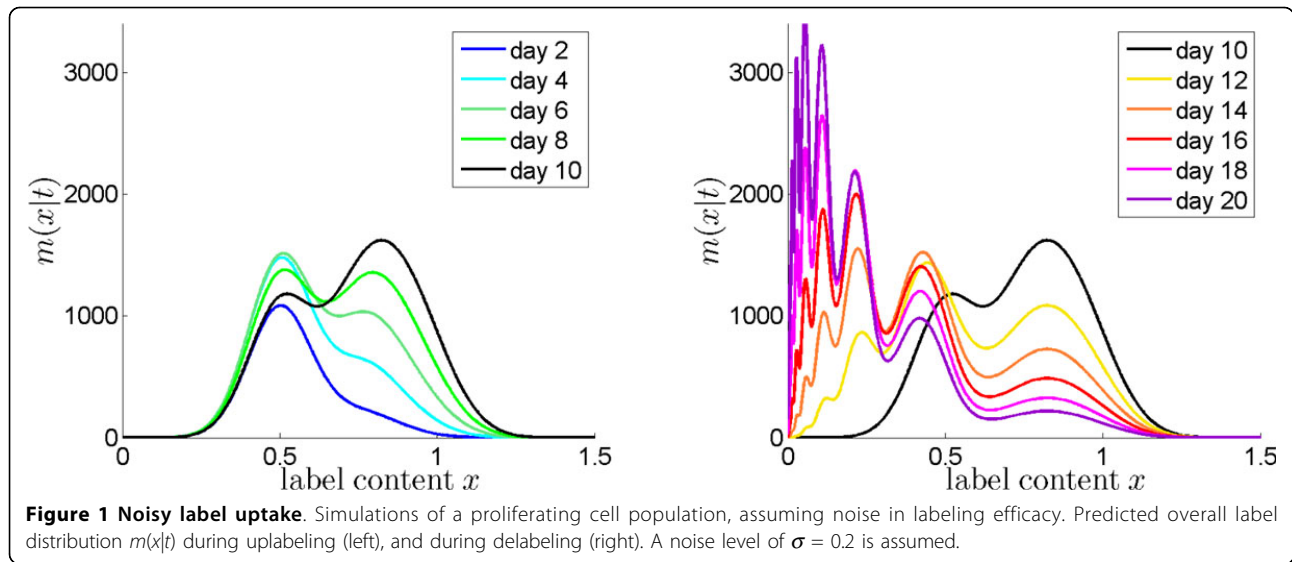 3000
2000
1000
0
m(x|t)
0
0.5
1
1.5
label content x
day 2
day 4
day 6
day 8
day 10
3000
2000
1000
0
m(x|t)
0
0.5
1
1.5
label content x
day 10
day 12
day 14
day 16
day 18
day 20
Figure 1 Noisy label uptake. Simulations of a proliferating cell population, assuming noise in labeling efficacy. Predicted overall label
distribution m(x|t) during uplabeling (left), and during delabeling (right). A noise level of σ = 0.2 is assumed.